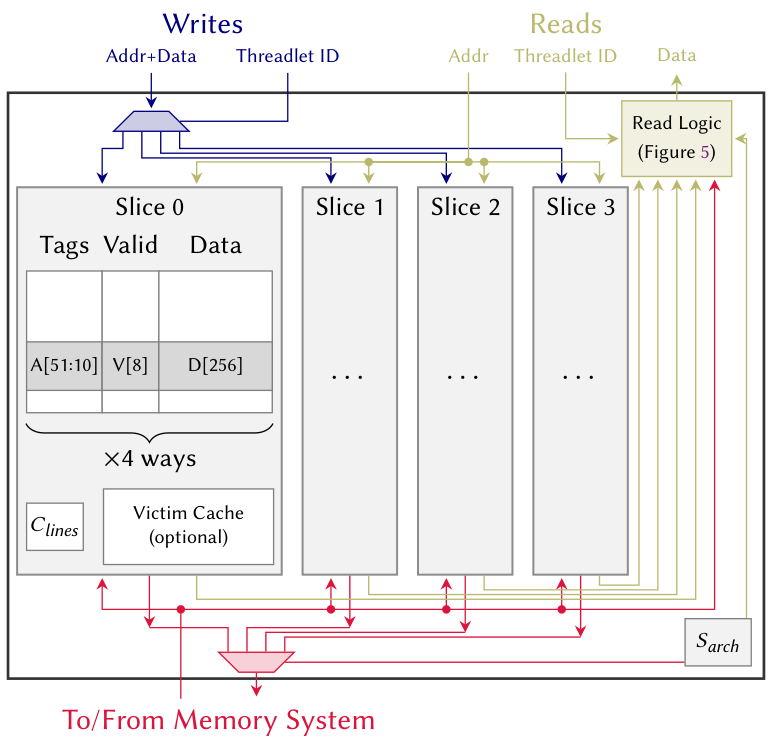 Writes Reads
Addr+Data Threadlet ID Addr Threadlet ID Data
Read Logic
(Figure 5)
Slice 0 Slice 1 Slice 2 Slice 3
Tags Valid Data
A[51:10] V[8] D[256]
... ... ...
×4 ways
Clines
Victim Cache
(optional)
Sarch
To/From Memory System